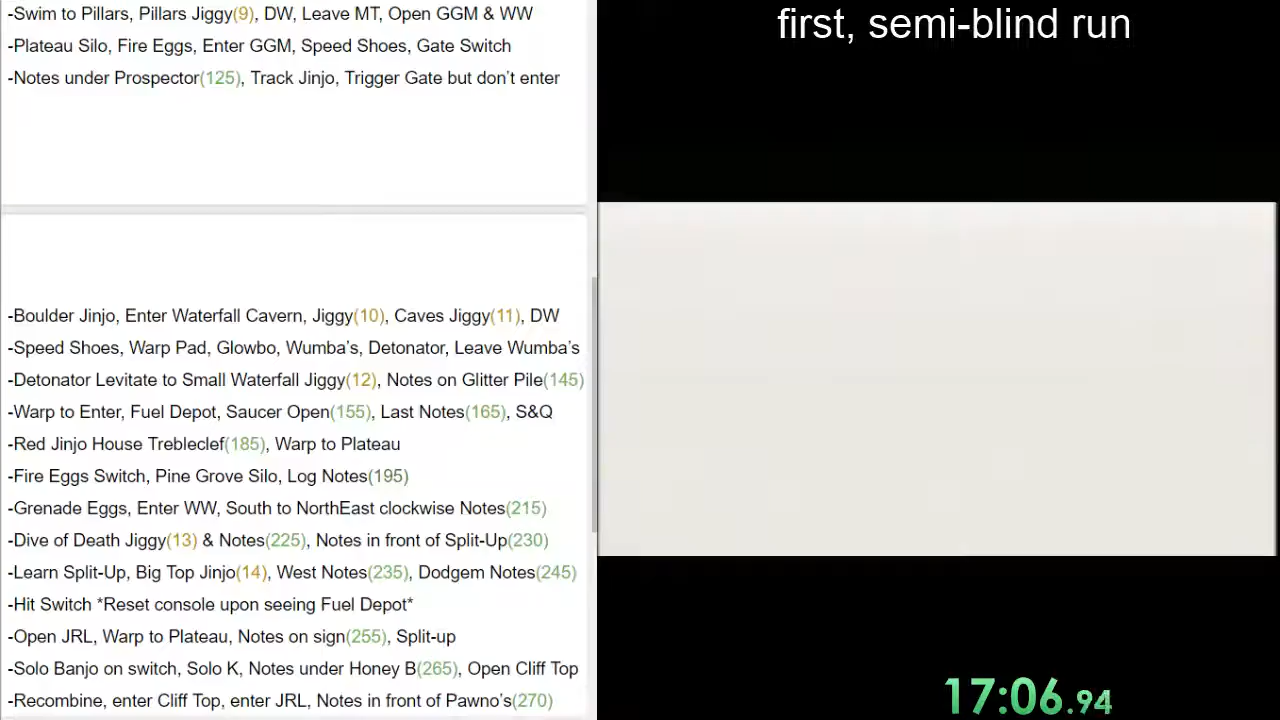 -Swim to Pillars, Pillars Jiggy(9), DW, Leave MT, Open GGM & WW
-Plateau Silo, Fire Eggs, Enter GGM, Speed Shoes, Gate Switch
-Notes under Prospector(125), Track Jinjo, Trigger Gate but don’t enter
-Boulder Jinjo, Enter Waterfall Cavern, Jiggy(10), Caves Jiggy(11), DW
-Speed Shoes, Warp Pad, Glowbo, Wumba’s, Detonator, Leave Wumba’s
-Detonator Levitate to Small Waterfall Jiggy(12), Notes on Glitter Pile(145)
-Warp to Enter, Fuel Depot, Saucer Open(155), Last Notes(165), S&Q
-Red Jinjo House Trebleclef(185), Warp to Plateau
-Fire Eggs Switch, Pine Grove Silo, Log Notes(195)
-Grenade Eggs, Enter WW, South to NorthEast clockwise Notes(215)
-Dive of Death Jiggy(13) & Notes(225), Notes in front of Split-Up(230)
-Learn Split-Up, Big Top Jinjo(14), West Notes(235), Dodgem Notes(245)
-Hit Switch *Reset console upon seeing Fuel Depot*
-Open JRL, Warp to Plateau, Notes on sign(255), Split-up
-Solo Banjo on switch, Solo K, Notes under Honey B(265), Open Cliff Top
-Recombine, enter Cliff Top, enter JRL, Notes in front of Pawno’s(270)
first, semi-blind run
17:06.94